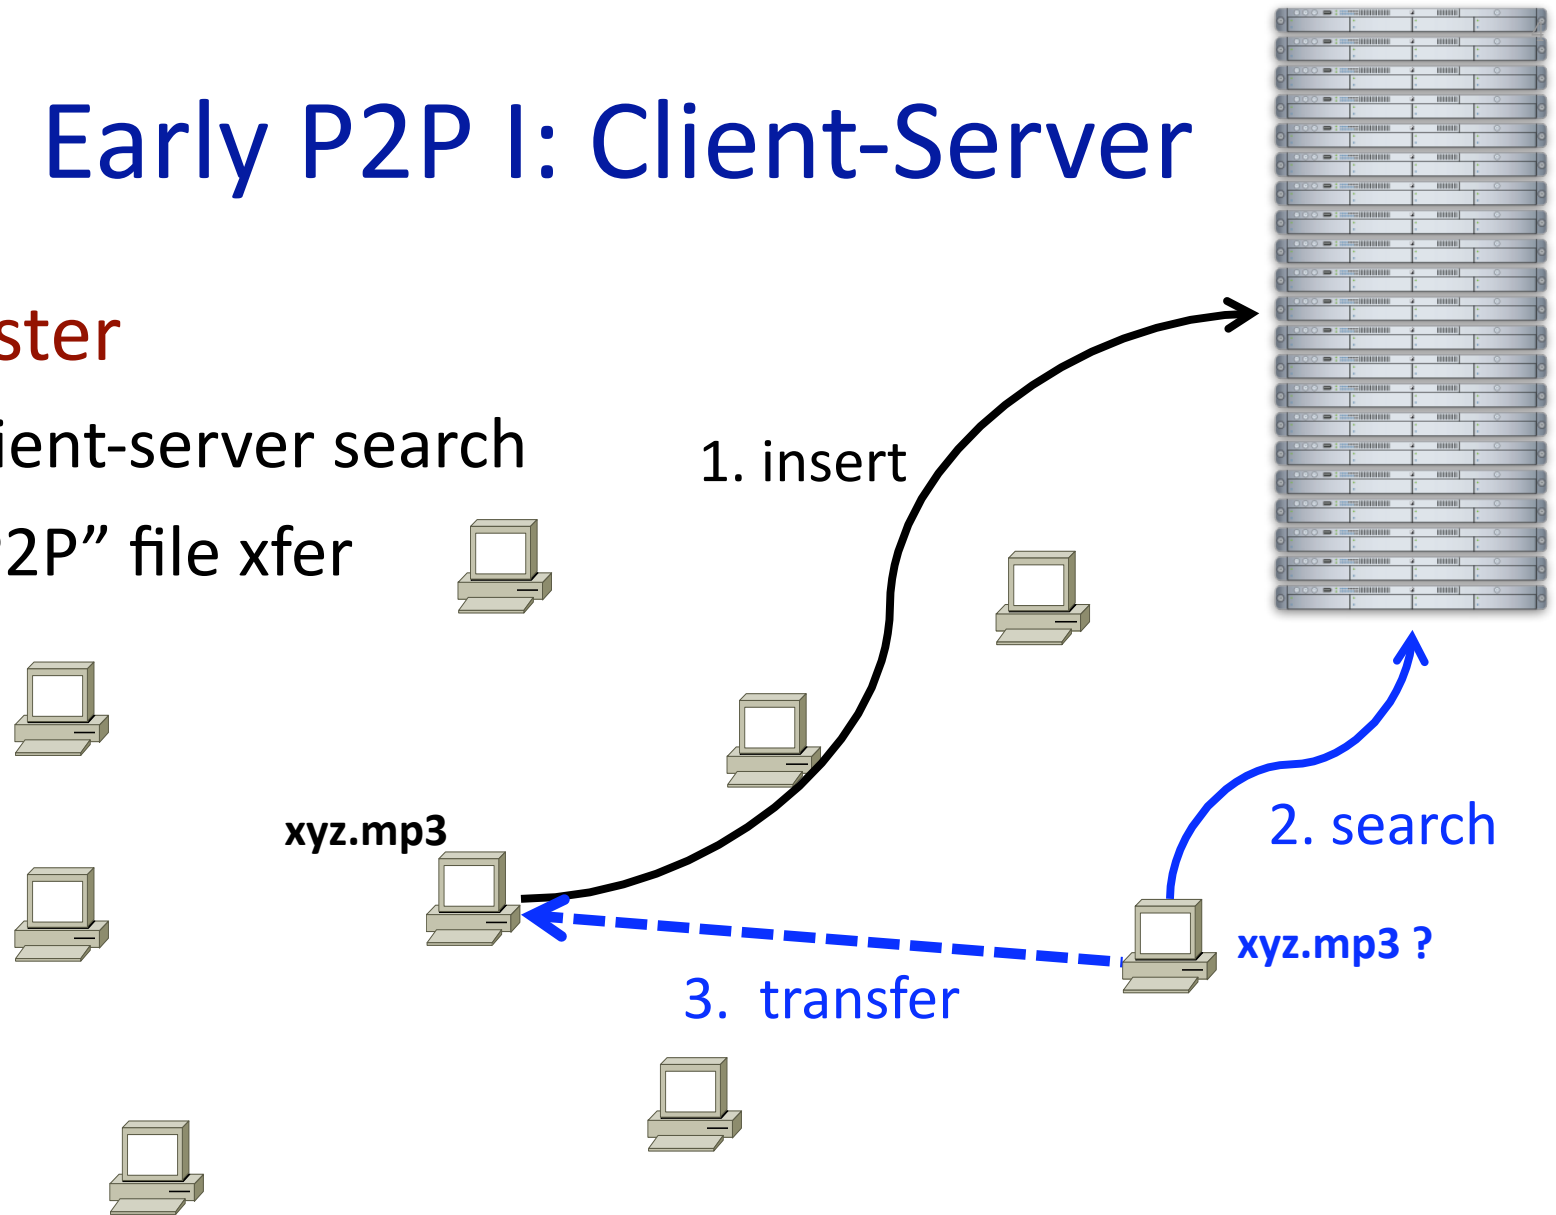 Early P2P I: Client-Server
ster
ient-server search
2P” file xfer
1. insert
xyz.mp3
2. search
xyz.mp3 ?
3. transfer